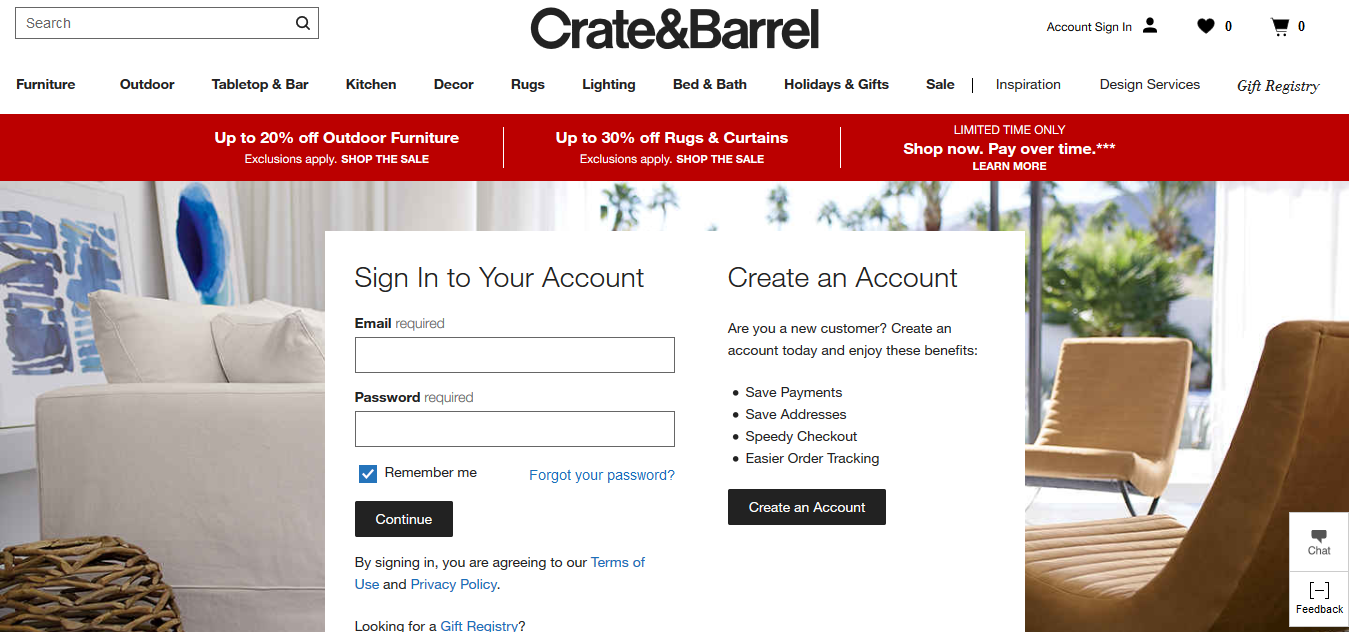 Search
Crate&Barrel
Account Sign In
0
0
Furniture
Outdoor
Tabletop & Bar
Kitchen
Decor
Rugs
Lighting
Bed & Bath
Holidays & Gifts
Sale
Inspiration
Design Services
Gift Registry
Up to 20% off Outdoor Furniture
Exclusions apply. SHOP THE SALE
Up to 30% off Rugs & Curtains
Exclusions apply. SHOP THE SALE
LIMITED TIME ONLY
Shop now. Pay over time.***
LEARN MORE
Sign In to Your Account
Email required
Password required
Remember me
Forgot your password?
Continue
By signing in, you are agreeing to our Terms of
Use and Privacy Policy.
Looking for a Gift Registry?
Create an Account
Are you a new customer? Create an
account today and enjoy these benefits:
Save Payments
Save Addresses
Speedy Checkout
Easier Order Tracking
Create an Account
Chat
Feedback